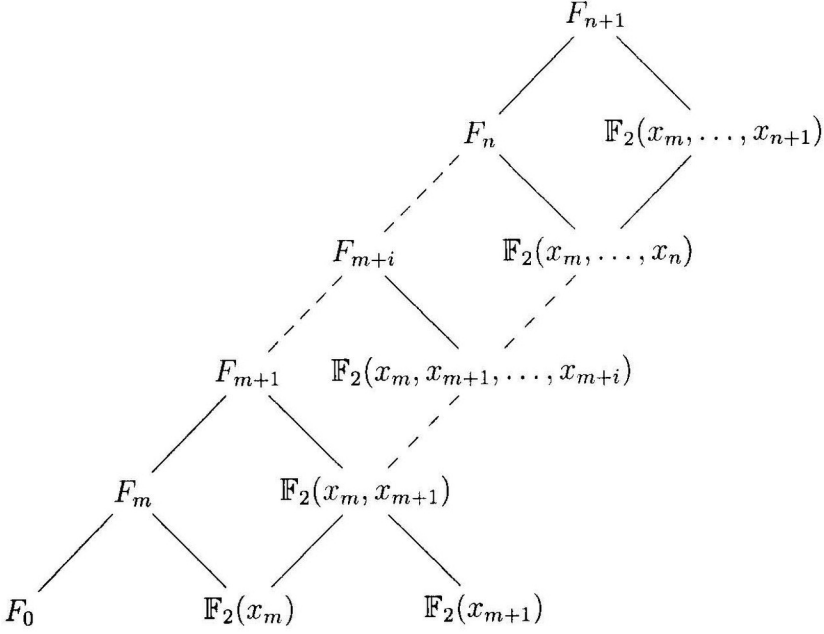 F_{n+1}
F_n 𝔽_2(x_m, . . . , x_{n+1})
F_{m+i} 𝔽_2(x_m, . . . , x_n)
F_{m+1} 𝔽_2(x_m, x_{m+1}, . . . , x_{m+i})
F_m 𝔽_2(x_m, x_{m+1})
F_0 𝔽_2(x_m) 𝔽_2(x_{m+1})